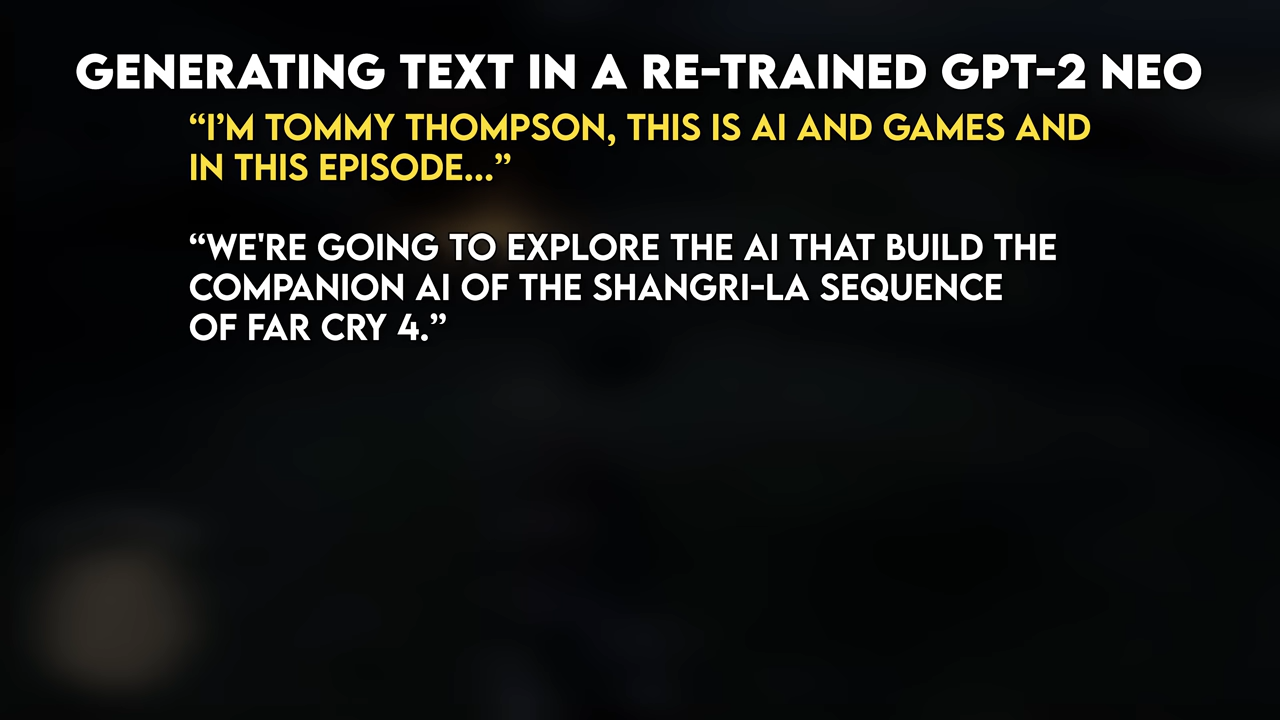 GENERATING TEXT IN A RE-TRAINED GPT-2 NEO
“I’M TOMMY THOMPSON, THIS IS AI AND GAMES AND
IN THIS EPISODE...”
“WE'RE GOING TO EXPLORE THE AI THAT BUILD THE
COMPANION AI OF THE SHANGRI-LA SEQUENCE
OF FAR CRY 4.”